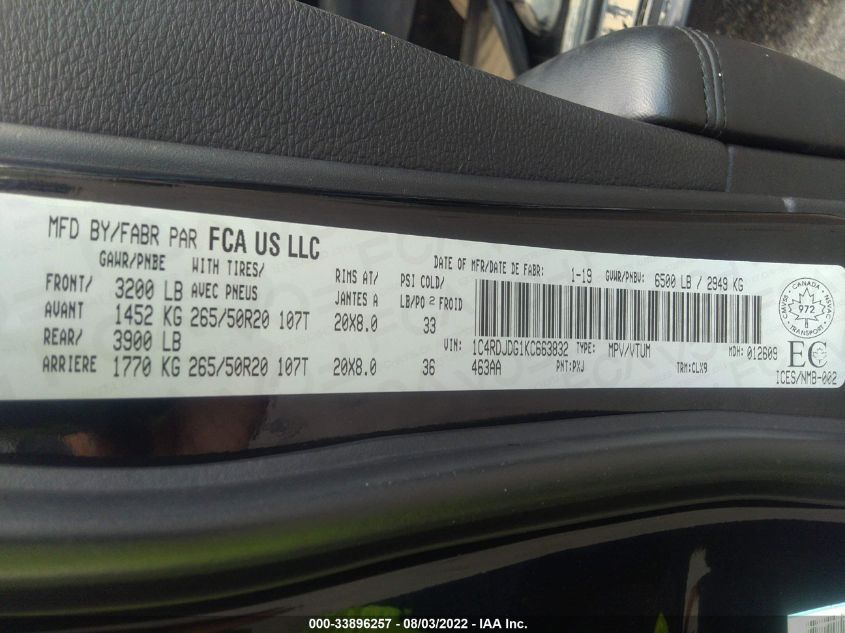 MFD BY/FABR PAR FCA US LLC
DATE OF MFR/DATE DE FABR: 1-19 GVWR/PNBV: 6500 LB / 2949 KG
GAWR/PNBE WITH TIRES/ RIMS AT/ PSI COLD/
FRONT/ 3200 LB AVEC PNEUS JANTES A LB/PO² FROID
AVANT 1452 KG 265/50R20 107T 20X8.0 33
REAR/ 3900 LB
ARRIERE 1770 KG 265/50R20 107T 20X8.0 36
VIN: 1C4RDJDG1KC663832 TYPE: MPV/VTUM MDH: 012609
463AA PNT:PXJ TRM:CLX9
CANADA
972
TRANSPORT
EC
ICES/NMB-002
000-33896257 - 08/03/2022 - IAA Inc.